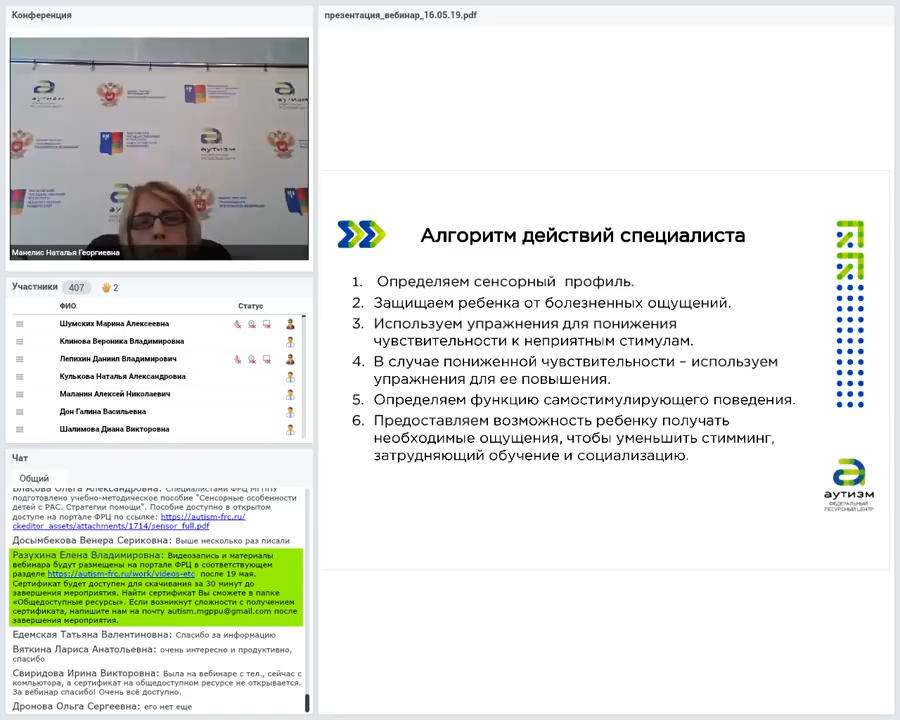 Конференция
аутизм
Манелис Наталья Георгиевна
Участники 407 2
ФИО Статус
Шумских Марина Алексеевна
Клинова Вероника Владимировна
Лепихин Даниил Владимирович
Кулькова Наталья Александровна
Маланин Алексей Николаевич
Дон Галина Васильевна
Шалимова Диана Викторовна
Чат
Общий
Власова Ольга Александровна: Специалистами ФРЦ МГППУ
подготовлено учебно-методическое пособие "Сенсорные особенности
детей с РАС. Стратегии помощи". Пособие доступно в открытом
доступе на портале ФРЦ по ссылке: https://autism-frc.ru/
ckeditor_assets/attachments/1714/sensor_full.pdf
Досымбекова Венера Сериковна: Выше несколько раз писали
Разухина Елена Владимировна: Видеозапись и материалы
вебинара будут размещены на портале ФРЦ в соответствующем
разделе https://autism-frc.ru/work/videos-etc после 19 мая.
Сертификат будет доступен для скачивания за 30 минут до
завершения мероприятия. Найти сертификат Вы сможете в папке
«Общедоступные ресурсы». Если возникнут сложности с получением
сертификата, напишите нам на почту autism.mgppu@gmail.com после
завершения мероприятия.
Едемская Татьяна Валентиновна: Спасибо за информацию
Вяткина Лариса Анатольевна: очень интересно и продуктивно,
спасибо
Свиридова Ирина Викторовна: Была на вебинаре с тел., сейчас с
компьютора, а сертификат на общедоступном ресурсе не открывается.
За вебинар спасибо! Очень всё доступно.
Дронова Ольга Сергеевна: его нет еще
презентация_вебинар_16.05.19.pdf
Алгоритм действий специалиста
1. Определяем сенсорный профиль.
2. Защищаем ребенка от болезненных ощущений.
3. Используем упражнения для понижения
чувствительности к неприятным стимулам.
4. В случае пониженной чувствительности – используем
упражнения для ее повышения.
5. Определяем функцию самостимулирующего поведения.
6. Предоставляем возможность ребенку получать
необходимые ощущения, чтобы уменьшить стимминг,
затрудняющий обучение и социализацию.
аутизм
ФЕДЕРАЛЬНЫЙ
РЕСУРСНЫЙ ЦЕНТР